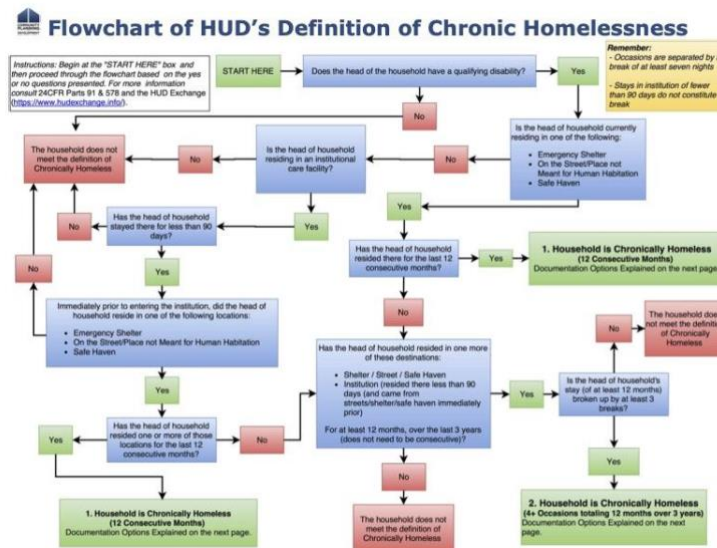 COMMUNITY
PLANNING
DEVELOPMENT
Flowchart of HUD's Definition of Chronic Homelessness
Instructions: Begin at the "START HERE" box and
then proceed through the flowchart based on the yes
or no questions presented. For more information
consult 24CFR Parts 91 & 578 and the HUD Exchange
(https://www.hudexchange.info/).
START HERE
Does the head of the household have a qualifying disability?
Yes
Remember:
- Occasions are separated by
break of at least seven nights
- Stays in institution of fewer
than 90 days do not constitute
break
No
The household does not
meet the definition of
Chronically Homeless
No
Is the head of household
residing in an institutional
care facility?
No
Is the head of household currently
residing in one of the following:
• Emergency Shelter
• On the Street/Place not
Meant for Human Habitation
• Safe Haven
No
Has the head of household
stayed there for less than 90
days?
Yes
Yes
Has the head of household
resided there for the last 12
consecutive months?
Yes
1. Household is Chronically Homeless
(12 Consecutive Months)
Documentation Options Explained on the next page.
No
Yes
Immediately prior to entering the institution, did the head of
household reside in one of the following locations:
• Emergency Shelter
• On the Street/Place not Meant for Human Habitation
• Safe Haven
No
Has the head of household resided in one more
of these destinations:
• Shelter / Street / Safe Haven
• Institution (resided there less than 90
days (and came from
streets/shelter/safe haven immediately
prior)
For at least 12 months, over the last 3 years
(does not need to be consecutive)?
Yes
Is the head of household's
stay (of at least 12 months)
broken up by at least 3
breaks?
No
The household does
not meet the definition
of Chronically
Homeless
Yes
Yes
Has the head of household
resided one or more of those
locations for the last 12
consecutive months?
No
Yes
1. Household is Chronically Homeless
(12 Consecutive Months)
Documentation Options Explained on the next page.
No
The household does not
meet the definition of
Chronically Homeless
2. Household is Chronically Homeless
(4+ Occasions totaling 12 months over 3 years)
Documentation Options Explained on the next
page.